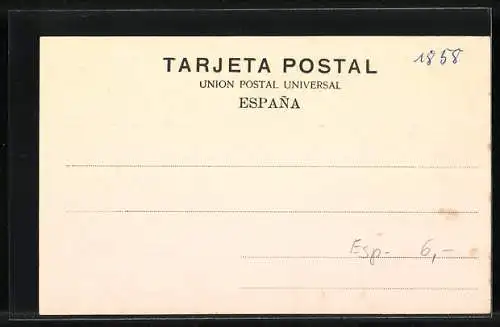 TARJETA POSTAL
1858
UNION POSTAL UNIVERSAL
ESPAÑA
Esp. 6,-